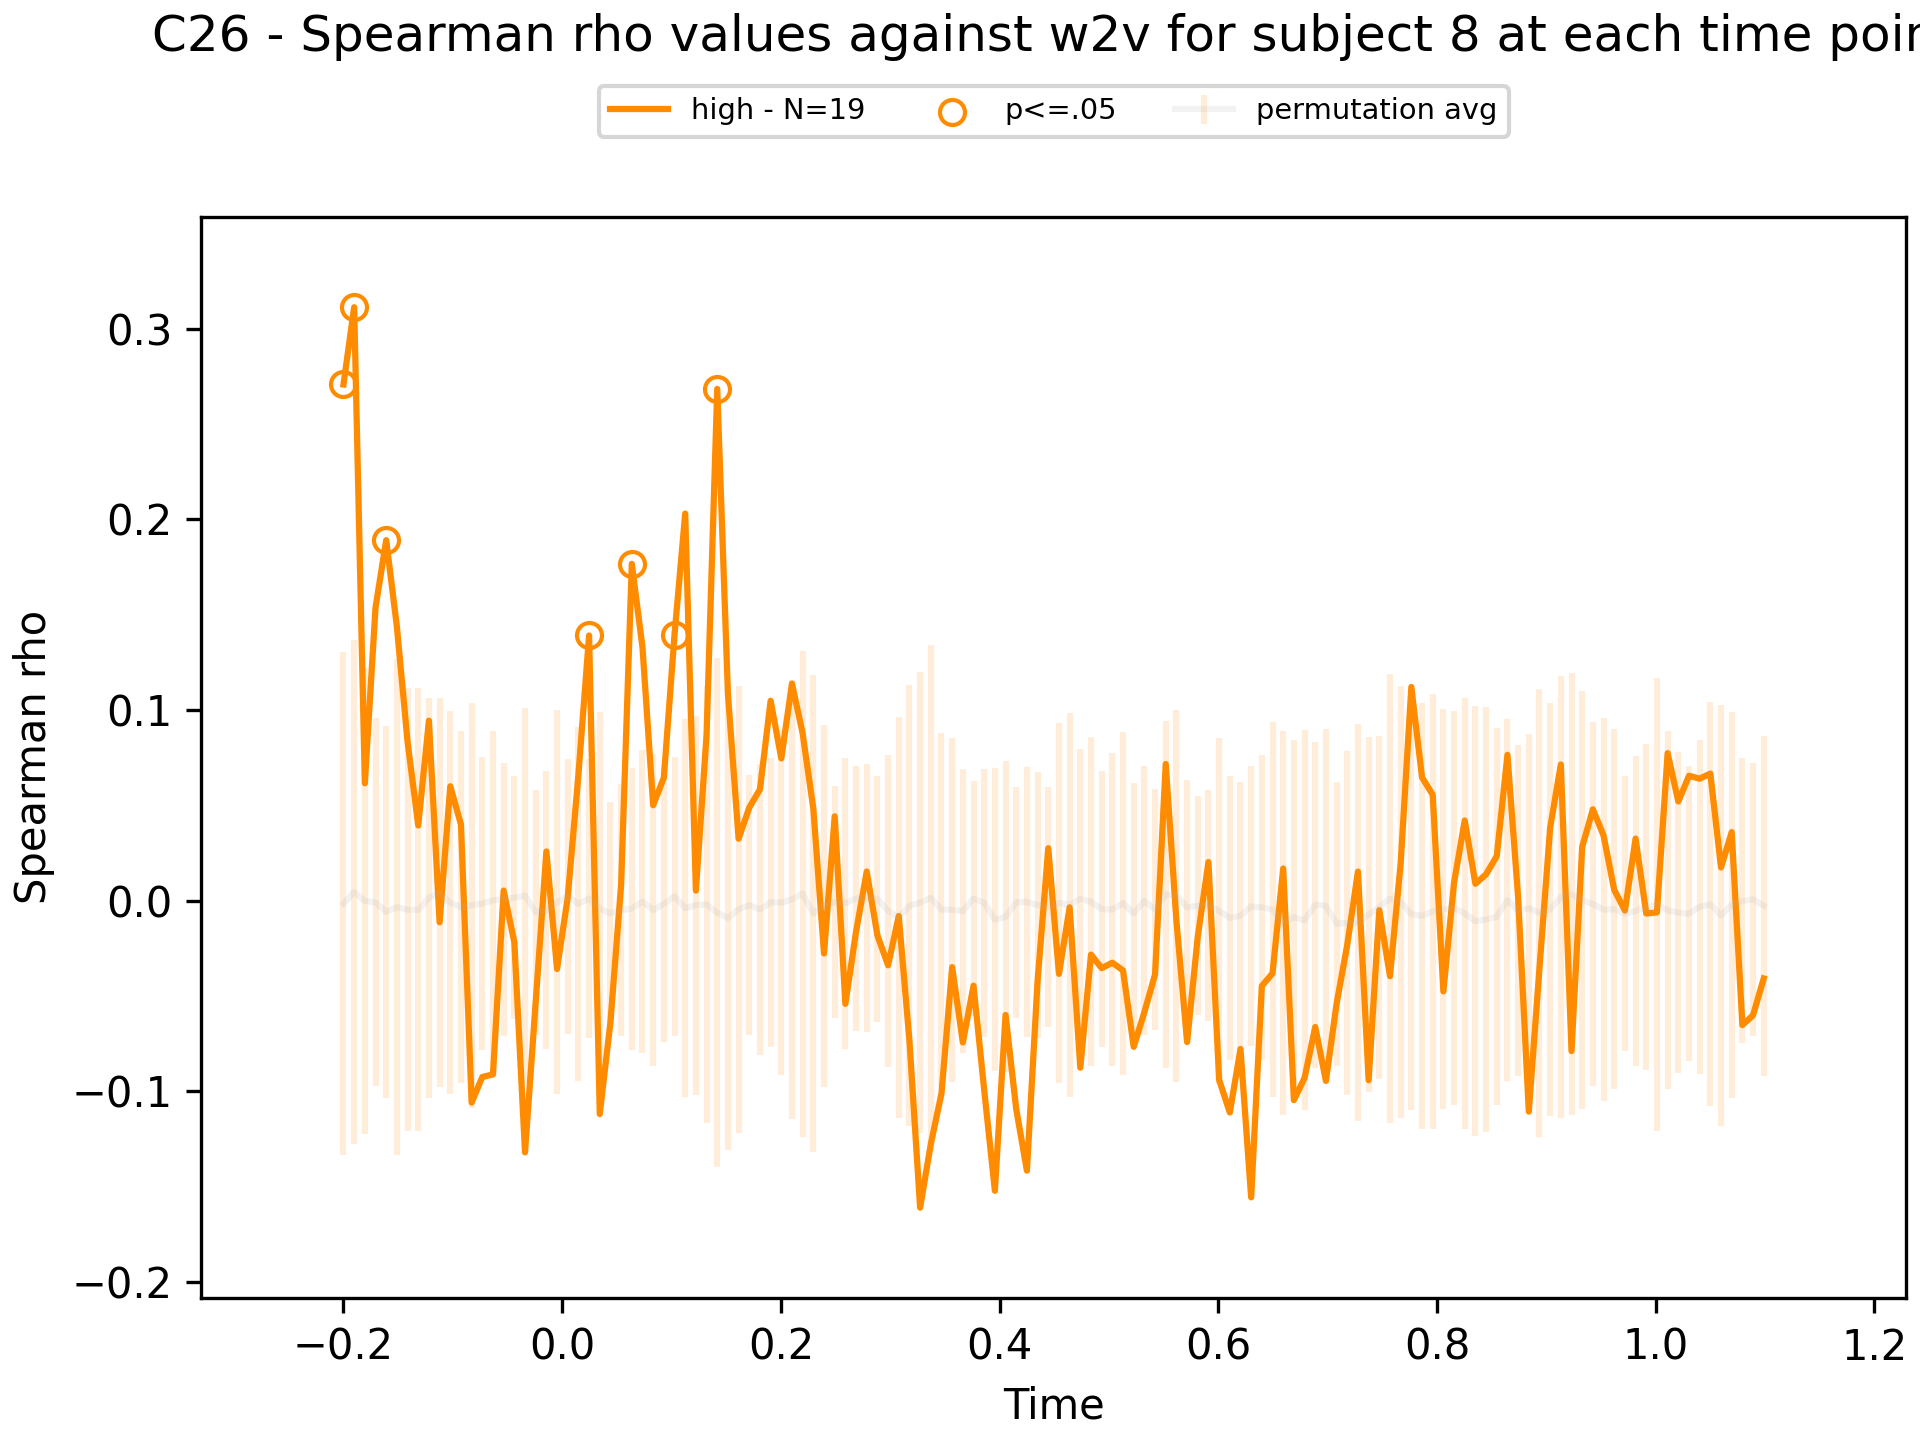 C26 - Spearman rho values against w2v for subject 8 at each time poin
high - N=19 p<=.05 permutation avg
0.3
0.2
0.1
0.0
−0.1
−0.2
Spearman rho
−0.2 0.0 0.2 0.4 0.6 0.8 1.0 1.2
Time